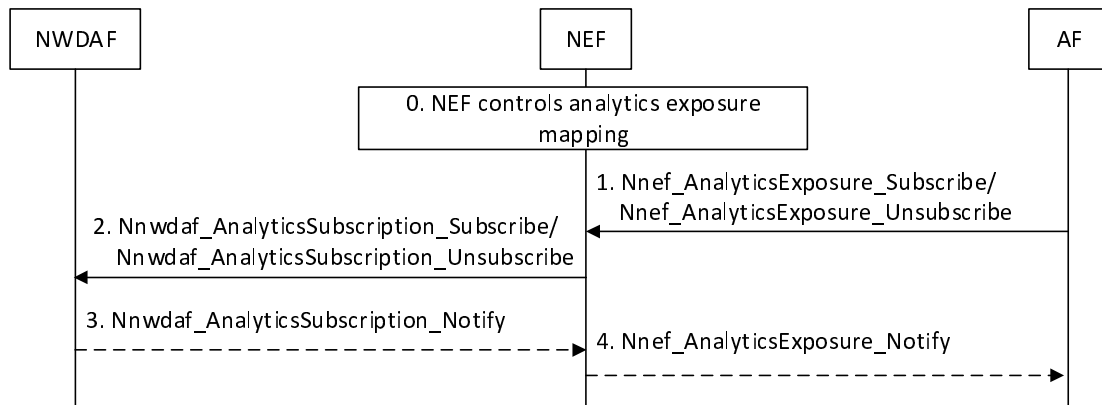 NWDAF
NEF
AF
0. NEF controls analytics exposure
mapping
1. Nnef_AnalyticsExposure_Subscribe/
Nnef_AnalyticsExposure_Unsubscribe
2. Nnwdaf_AnalyticsSubscription_Subscribe/
Nnwdaf_AnalyticsSubscription_Unsubscribe
3. Nnwdaf_AnalyticsSubscription_Notify
4. Nnef_AnalyticsExposure_Notify